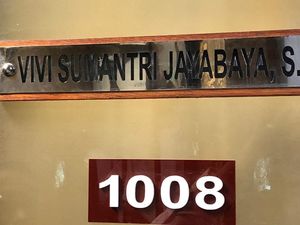 VIVI SUMANTRI JAYABAYA, S.
1008